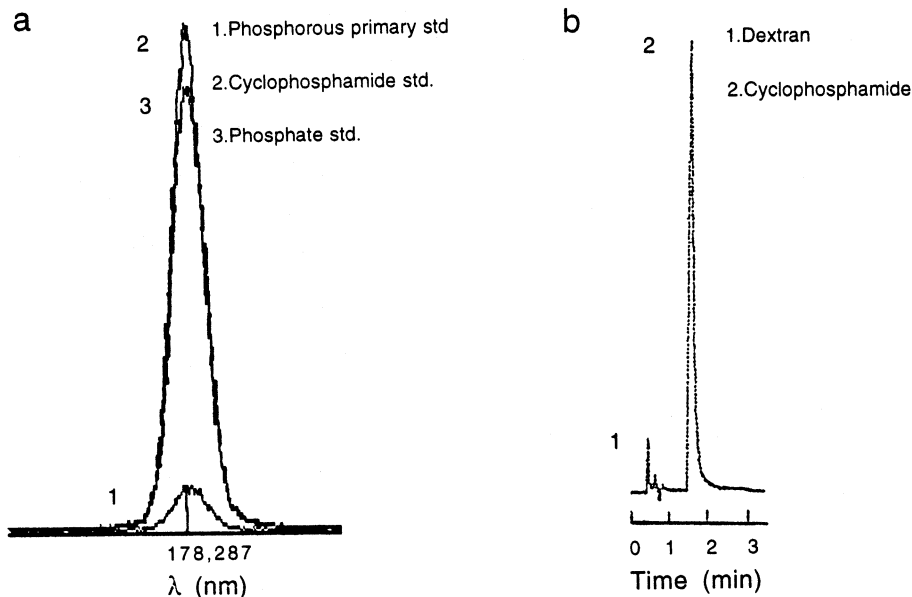 a
2
1.Phosphorous primary std
2.Cyclophosphamide std.
3
3.Phosphate std.
1
178,287
λ (nm)
b
2
1.Dextran
2.Cyclophosphamide
1
0 1 2 3
Time (min)